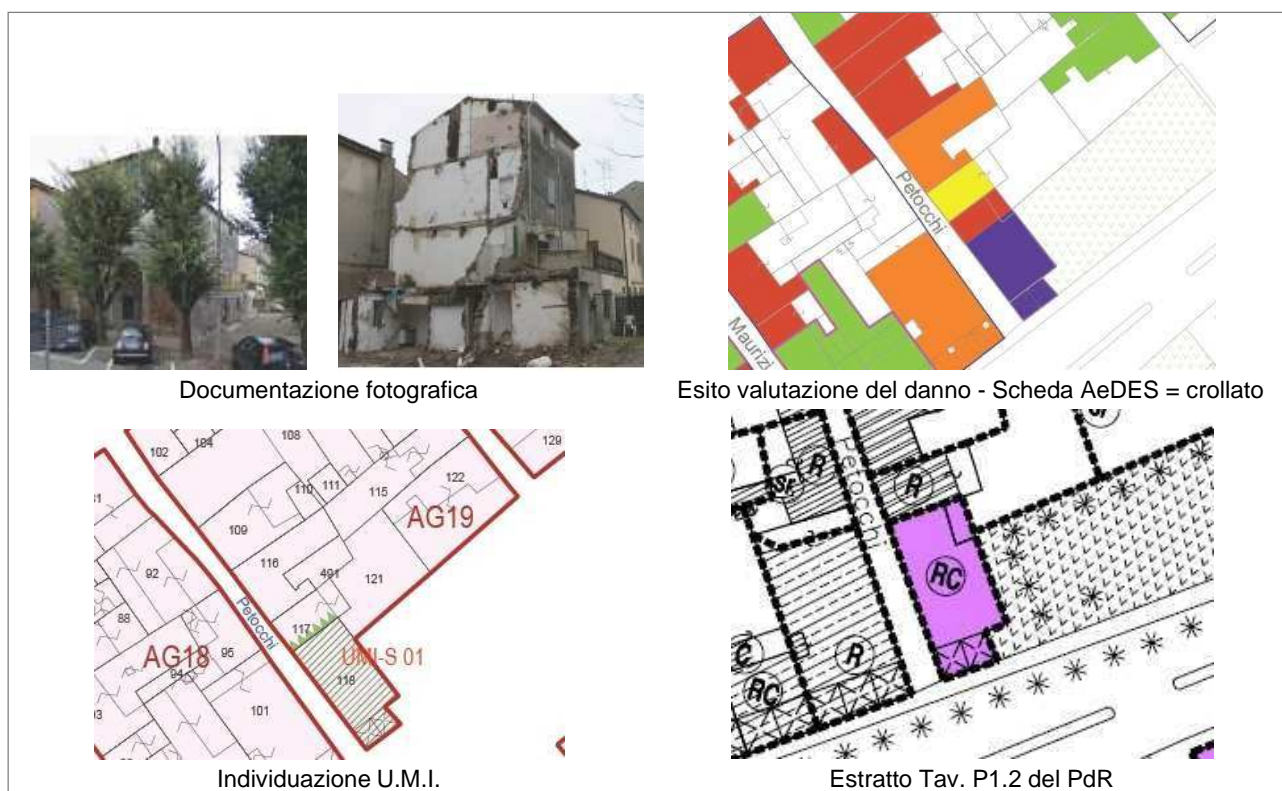 Petocchi
Maurizi
Documentazione fotografica
Esito valutazione del danno - Scheda AeDES = crollato
102
104
108
129
110
111
115
122
AG19
109
116
92
491
121
88
Petocchi
117
AG18
95
UMI-S 01
94
118
101
Petocchi
R
R
SF
RC
C
R
RC
Individuazione U.M.I.
Estratto Tav. P1.2 del PdR